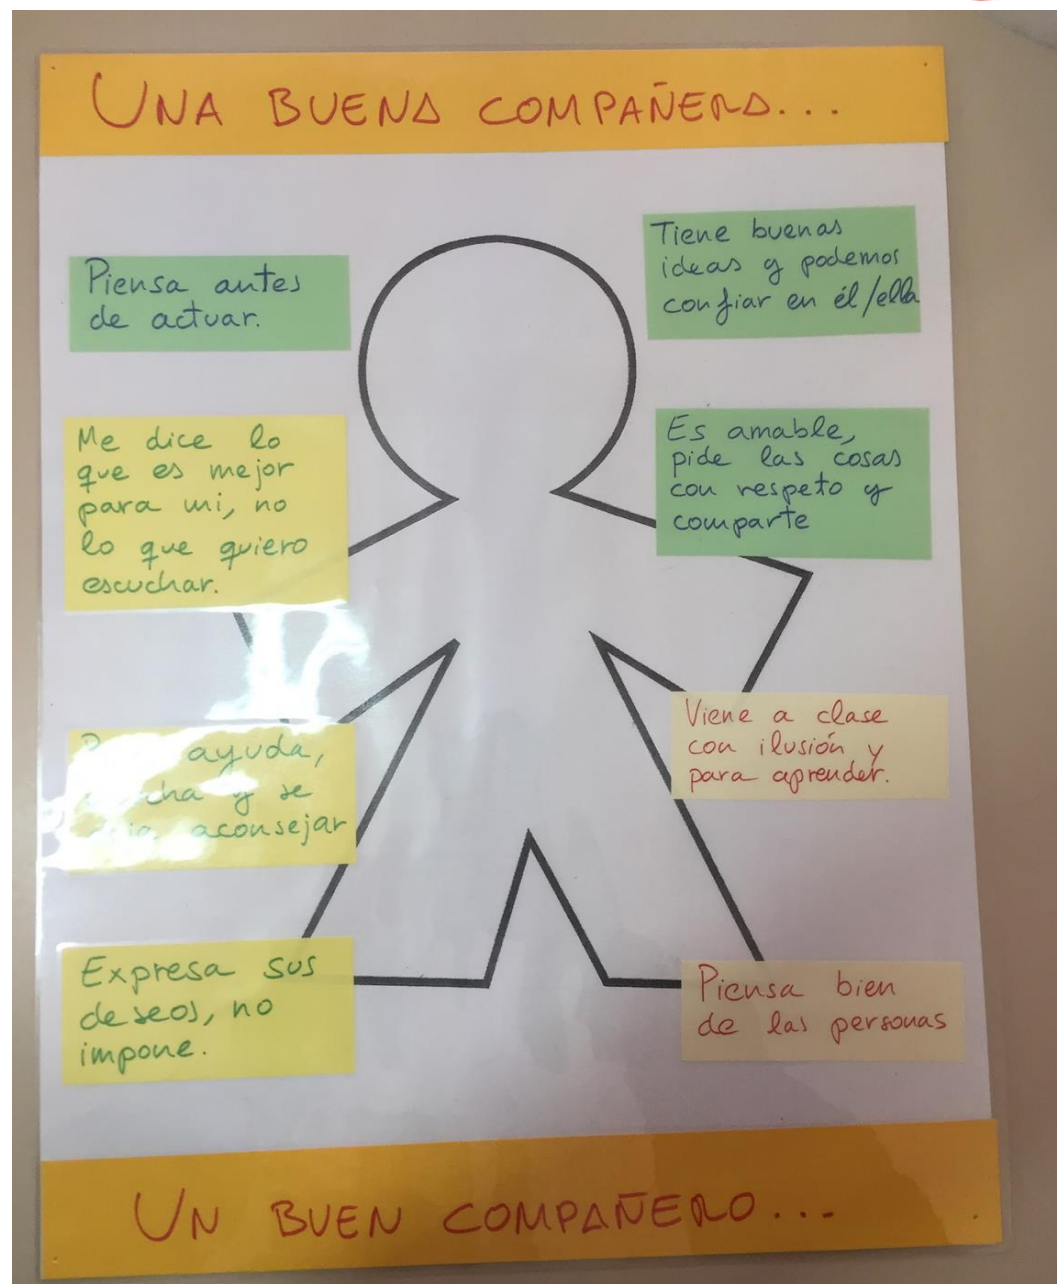 UNA BUENA COMPAÑERA...
Piensa antes
de actuar.
Tiene buenas
ideas y podemos
confiar en él/ella
Me dice lo
que es mejor
para mi, no
lo que quiero
escuchar.
Es amable,
pide las cosas
con respeto y
comparte
ayuda,
y se
aconsejar
Viene a clase
con ilusión y
para aprender.
Expresa sus
deseos, no
impone.
Piensa bien
de las personas
UN BUEN COMPAÑERO...